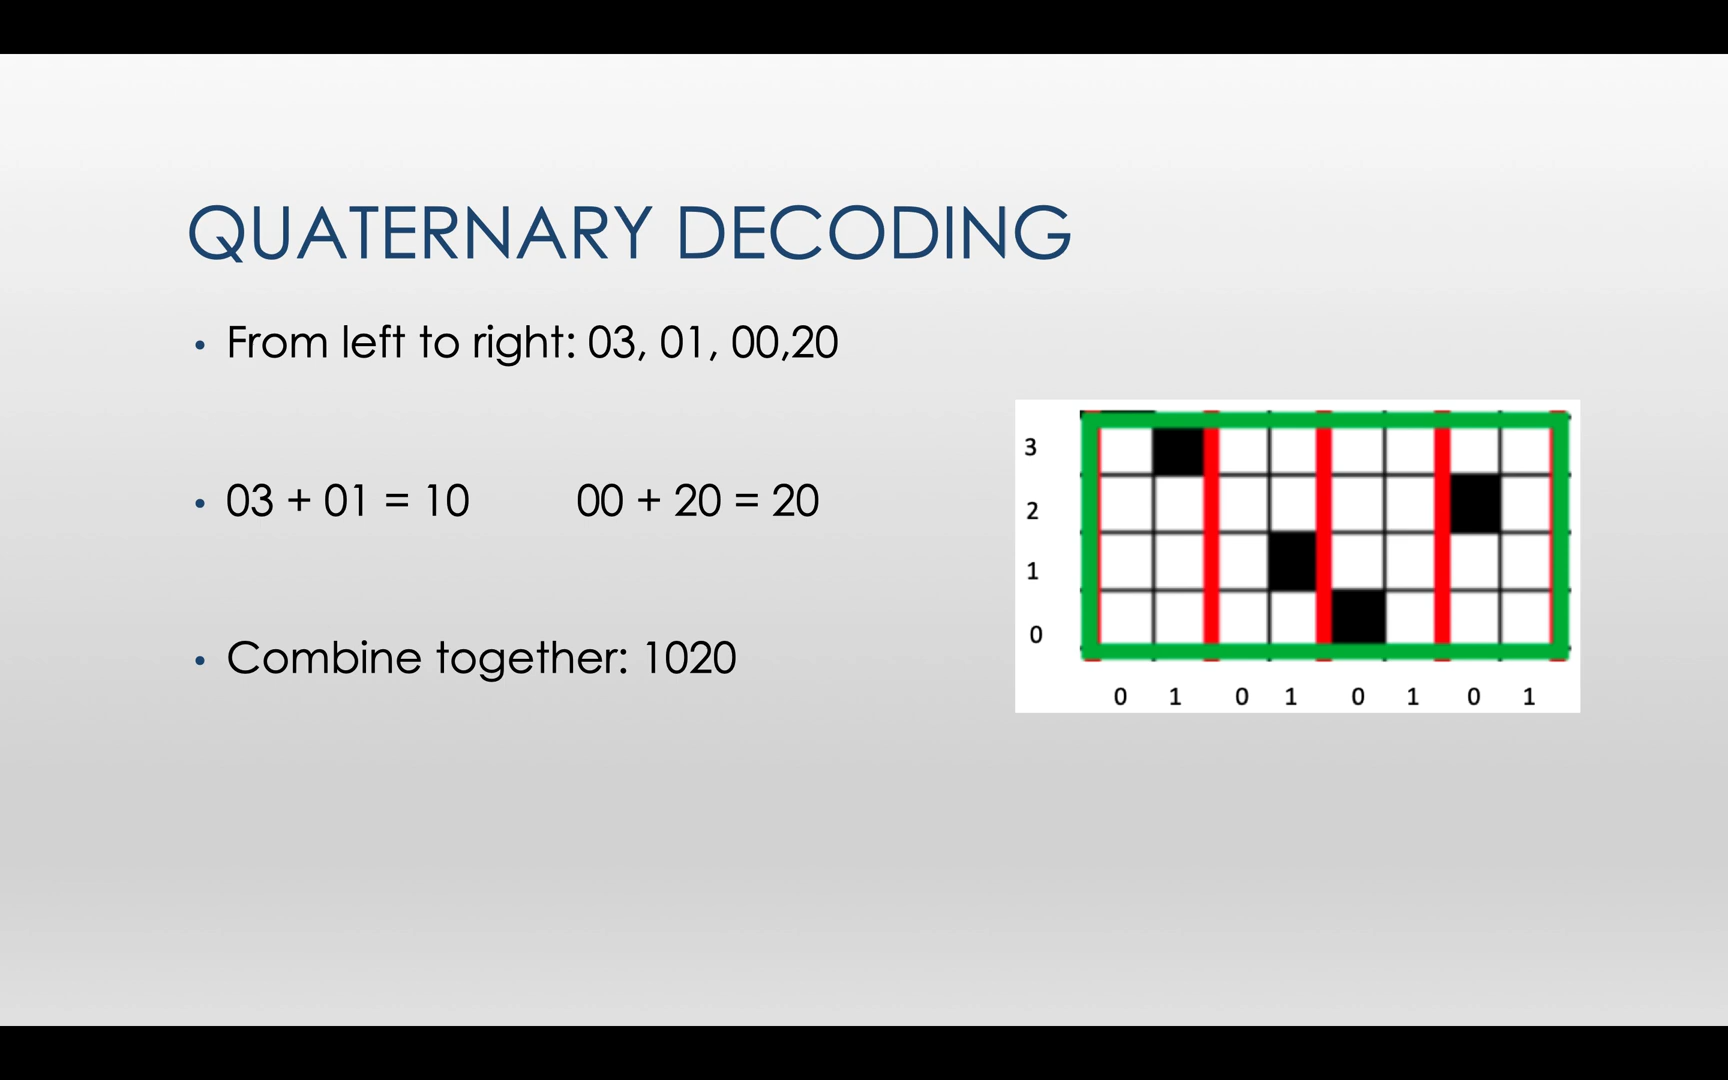 QUATERNARY DECODING
• From left to right: 03, 01, 00,20
• 03 + 01 = 10 00 + 20 = 20
• Combine together: 1020
3
2
1
0
0 1 0 1 0 1 0 1